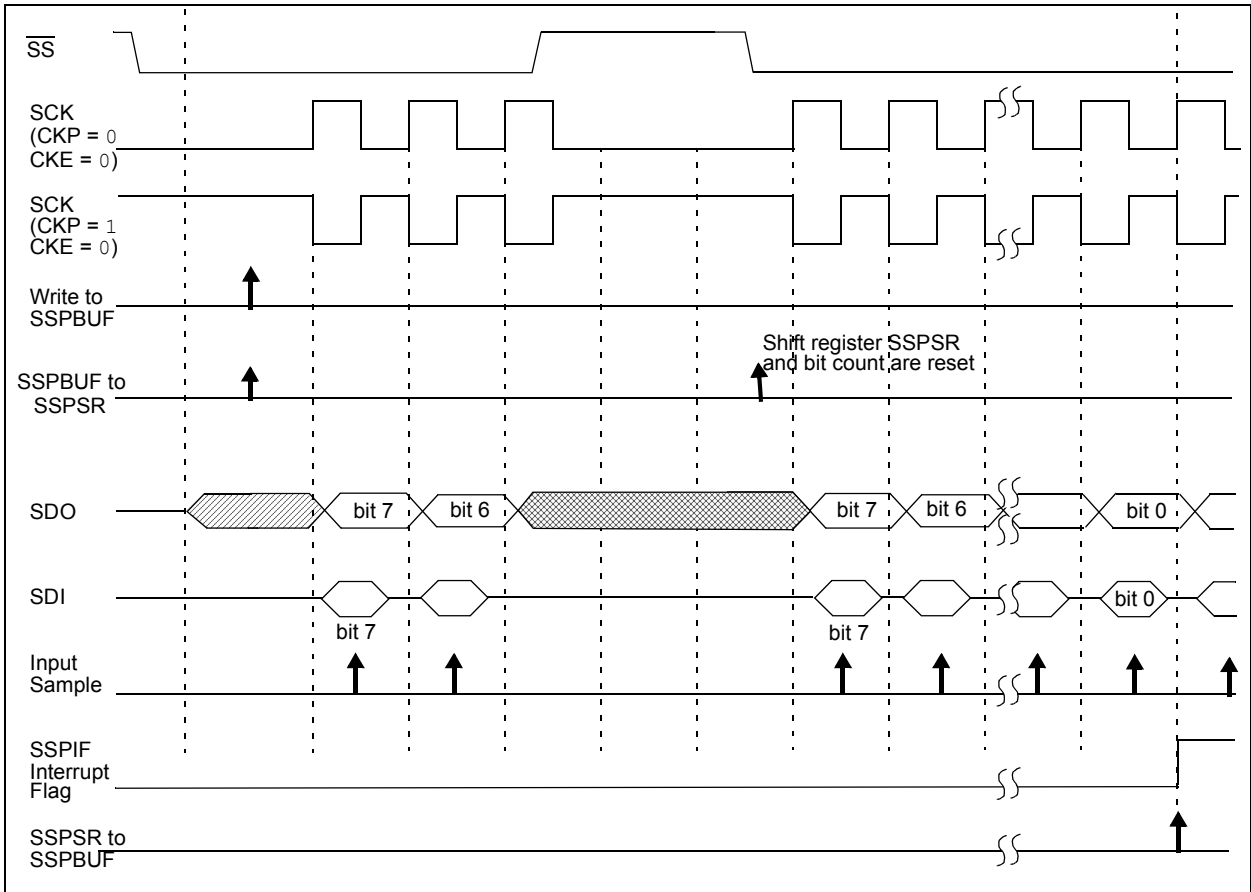 SS
SCK
(CKP = 0
CKE = 0)
SCK
(CKP = 1
CKE = 0)
Write to
SSPBUF
Shift register SSPSR
and bit count are reset
SSPBUF to
SSPSR
SDO
bit 7
bit 6
bit 7
bit 6
bit 0
SDI
bit 0
bit 7
bit 7
Input
Sample
SSPIF
Interrupt
Flag
SSPSR to
SSPBUF